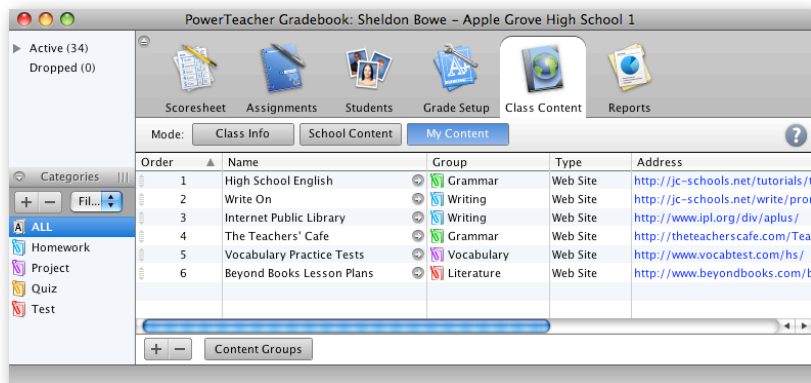 PowerTeacher Gradebook: Sheldon Bowe – Apple Grove High School 1
Active (34)
Dropped (0)
Scoresheet Assignments Students Grade Setup Class Content Reports
Mode: Class Info School Content My Content ?
Order Name Group Type Address
1 High School English Grammar Web Site http://jc-schools.net/tutorials/
2 Write On Writing Web Site http://jc-schools.net/write/pro
3 Internet Public Library Writing Web Site http://www.ipl.org/div/aplus/
4 The Teachers' Cafe Grammar Web Site http://theteacherscafe.com/Tea
5 Vocabulary Practice Tests Vocabulary Web Site http://www.vocabtest.com/hs/
6 Beyond Books Lesson Plans Literature Web Site http://www.beyondbooks.com/
Categories
+ − Fil...
ALL
Homework
Project
Quiz
Test
+ − Content Groups